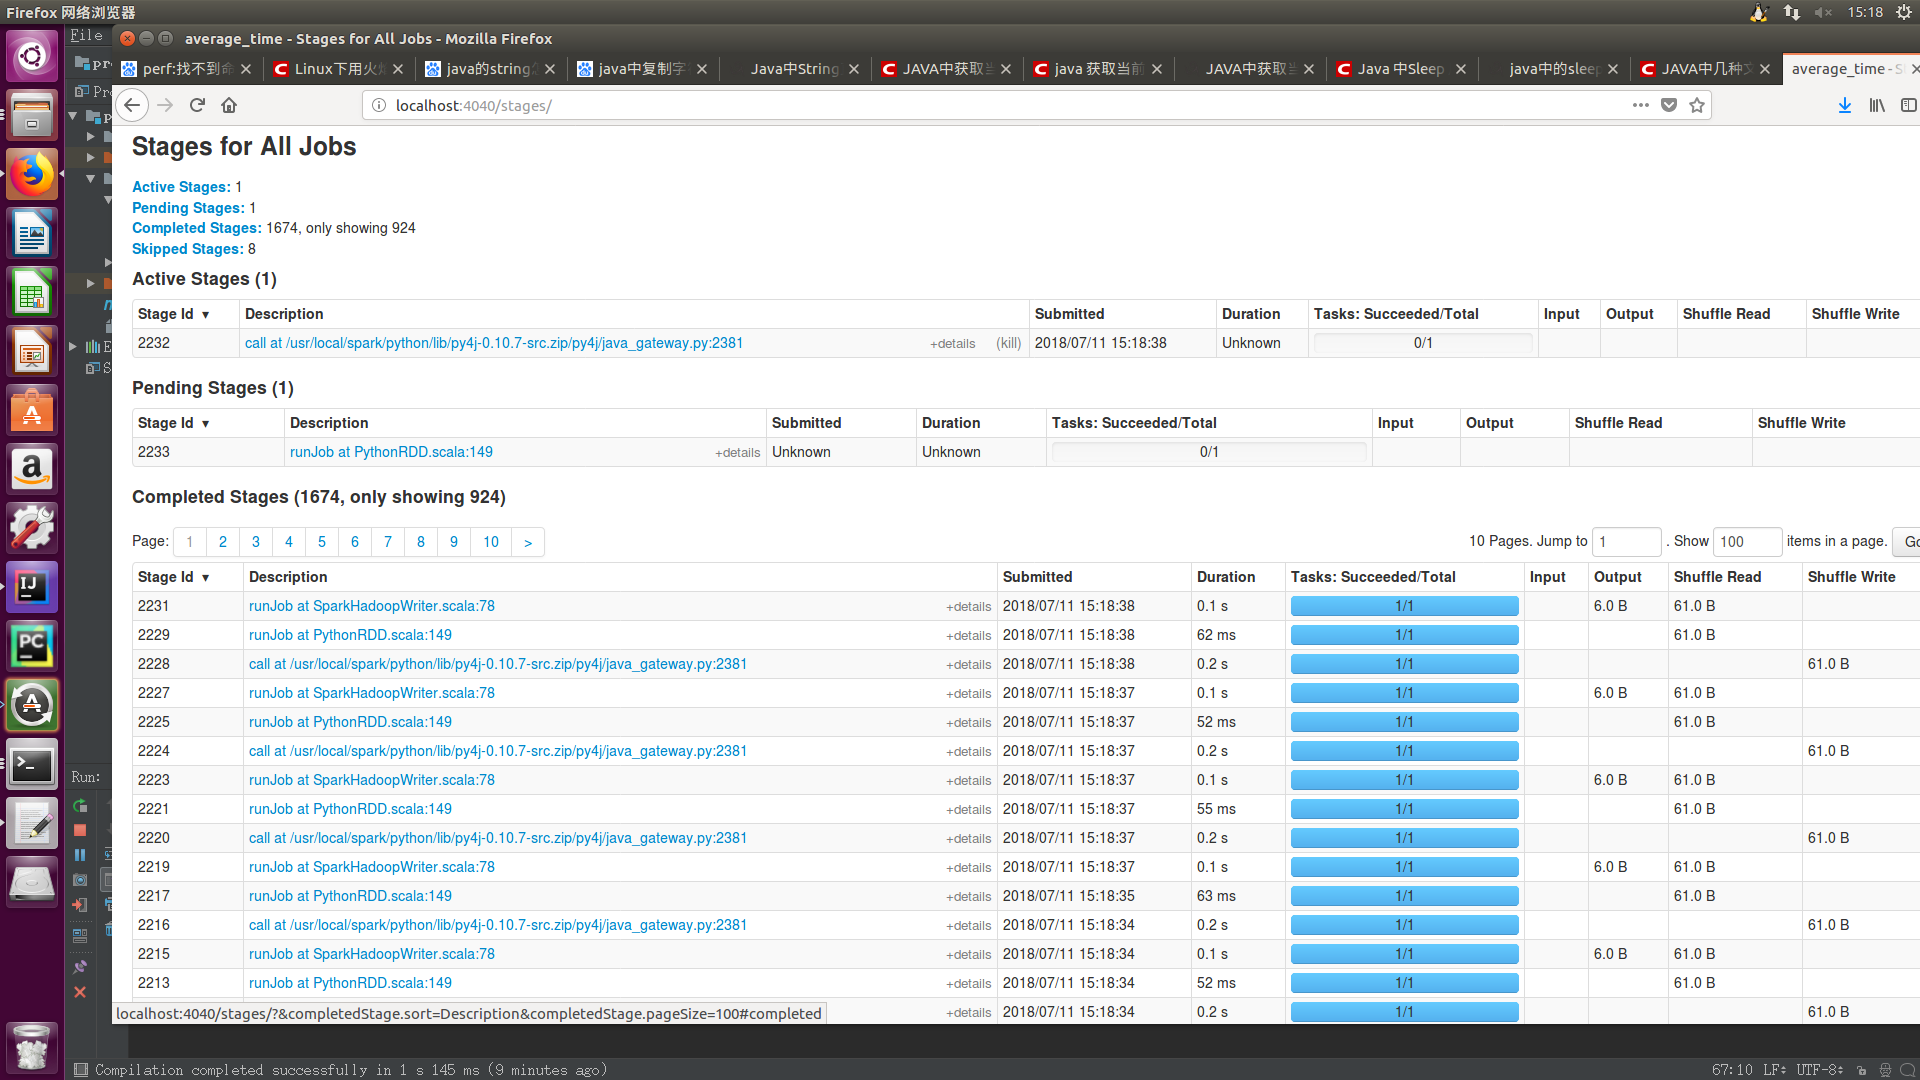 Firefox 网络浏览器
15:18
File
average_time - Stages for All Jobs - Mozilla Firefox
perf:找不到命
Linux下用火焰
java的string怎
java中复制字符
Java中String
JAVA中获取当
java 获取当前
JAVA中获取当
Java 中Sleep
java中的sleep
JAVA中几种文
average_time - S
localhost:4040/stages/
Stages for All Jobs
Active Stages: 1
Pending Stages: 1
Completed Stages: 1674, only showing 924
Skipped Stages: 8
Active Stages (1)
Stage Id ▾ Description Submitted Duration Tasks: Succeeded/Total Input Output Shuffle Read Shuffle Write
2232 call at /usr/local/spark/python/lib/py4j-0.10.7-src.zip/py4j/java_gateway.py:2381 +details (kill) 2018/07/11 15:18:38 Unknown 0/1
Pending Stages (1)
Stage Id ▾ Description Submitted Duration Tasks: Succeeded/Total Input Output Shuffle Read Shuffle Write
2233 runJob at PythonRDD.scala:149 +details Unknown Unknown 0/1
Completed Stages (1674, only showing 924)
Page: 1 2 3 4 5 6 7 8 9 10 > 10 Pages. Jump to 1 . Show 100 items in a page. Go
Stage Id ▾ Description Submitted Duration Tasks: Succeeded/Total Input Output Shuffle Read Shuffle Write
2231 runJob at SparkHadoopWriter.scala:78 +details 2018/07/11 15:18:38 0.1 s 1/1 6.0 B 61.0 B
2229 runJob at PythonRDD.scala:149 +details 2018/07/11 15:18:38 62 ms 1/1 61.0 B
2228 call at /usr/local/spark/python/lib/py4j-0.10.7-src.zip/py4j/java_gateway.py:2381 +details 2018/07/11 15:18:38 0.2 s 1/1 61.0 B
2227 runJob at SparkHadoopWriter.scala:78 +details 2018/07/11 15:18:37 0.1 s 1/1 6.0 B 61.0 B
2225 runJob at PythonRDD.scala:149 +details 2018/07/11 15:18:37 52 ms 1/1 61.0 B
2224 call at /usr/local/spark/python/lib/py4j-0.10.7-src.zip/py4j/java_gateway.py:2381 +details 2018/07/11 15:18:37 0.2 s 1/1 61.0 B
2223 runJob at SparkHadoopWriter.scala:78 +details 2018/07/11 15:18:37 0.1 s 1/1 6.0 B 61.0 B
2221 runJob at PythonRDD.scala:149 +details 2018/07/11 15:18:37 55 ms 1/1 61.0 B
2220 call at /usr/local/spark/python/lib/py4j-0.10.7-src.zip/py4j/java_gateway.py:2381 +details 2018/07/11 15:18:37 0.2 s 1/1 61.0 B
2219 runJob at SparkHadoopWriter.scala:78 +details 2018/07/11 15:18:37 0.1 s 1/1 6.0 B 61.0 B
2217 runJob at PythonRDD.scala:149 +details 2018/07/11 15:18:35 63 ms 1/1 61.0 B
2216 call at /usr/local/spark/python/lib/py4j-0.10.7-src.zip/py4j/java_gateway.py:2381 +details 2018/07/11 15:18:34 0.2 s 1/1 61.0 B
2215 runJob at SparkHadoopWriter.scala:78 +details 2018/07/11 15:18:34 0.1 s 1/1 6.0 B 61.0 B
2213 runJob at PythonRDD.scala:149 +details 2018/07/11 15:18:34 52 ms 1/1 61.0 B
+details 2018/07/11 15:18:34 0.2 s 1/1 61.0 B
localhost:4040/stages/?&completedStage.sort=Description&completedStage.pageSize=100#completed
Run:
Compilation completed successfully in 1 s 145 ms (9 minutes ago)
67:10 LF÷ UTF-8÷